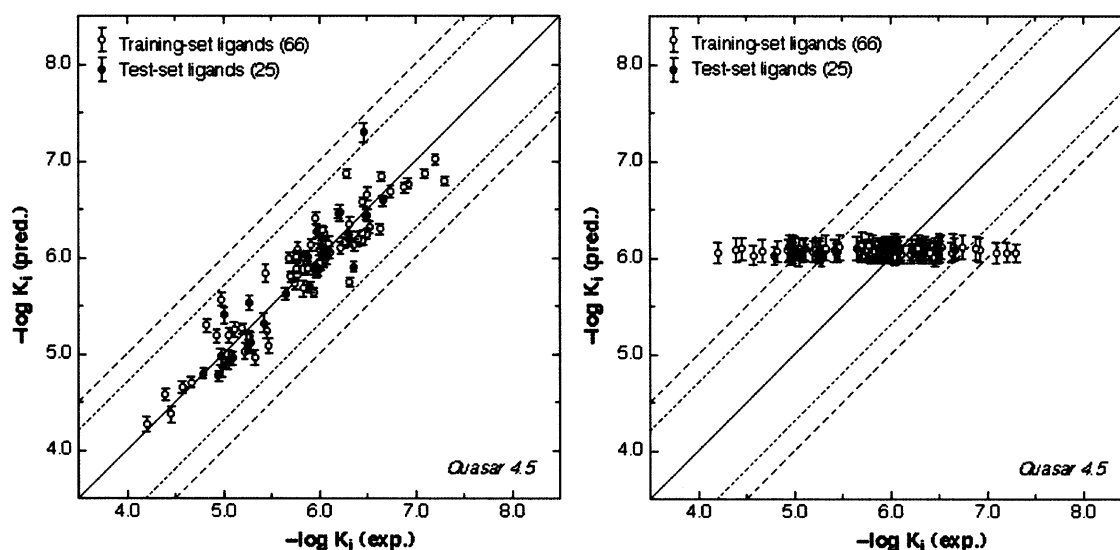 Training-set ligands (66)
Test-set ligands (25)
8.0
7.0
6.0
5.0
4.0
−log Ki (pred.)
4.0 5.0 6.0 7.0 8.0
−log Ki (exp.)
Quasar 4.5
Training-set ligands (66)
Test-set ligands (25)
8.0
7.0
6.0
5.0
4.0
−log Ki (pred.)
4.0 5.0 6.0 7.0 8.0
−log Ki (exp.)
Quasar 4.5